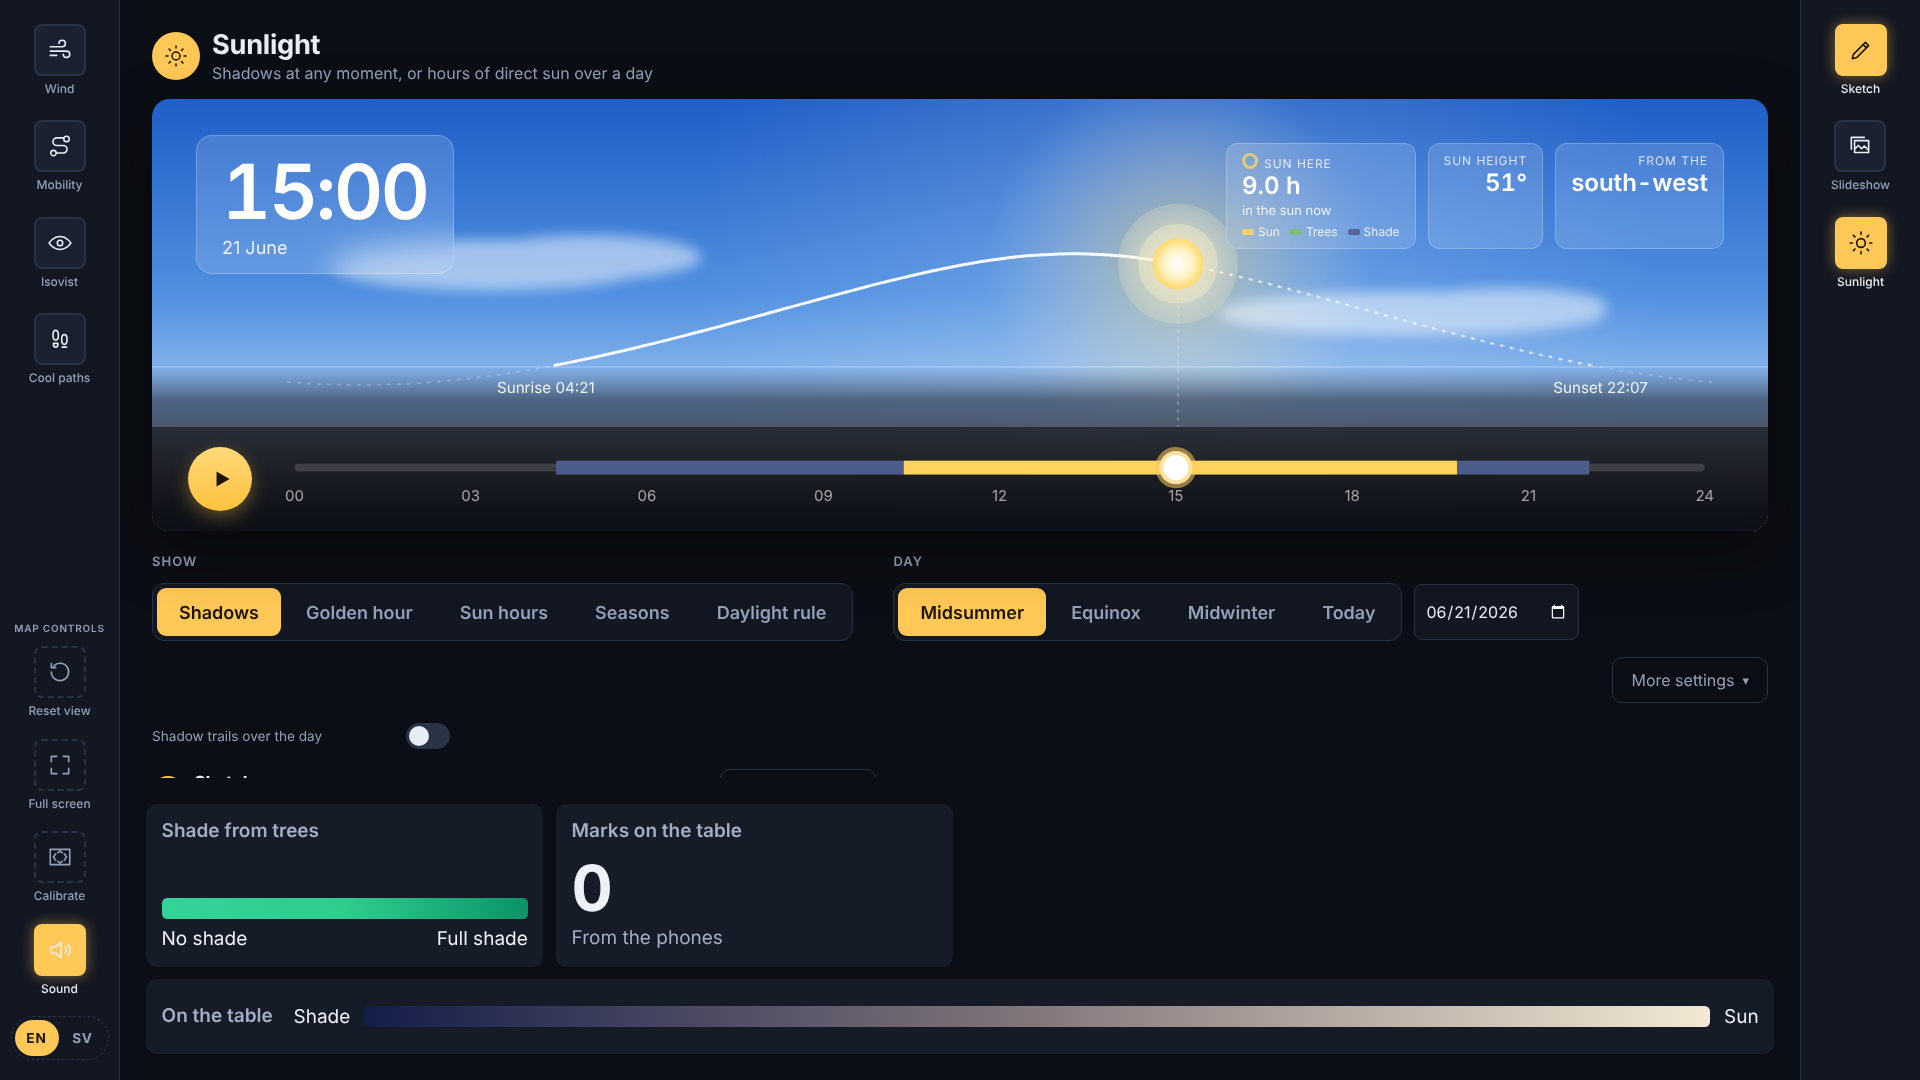 Wind
Mobility
Isovist
Cool paths
MAP CONTROLS
Reset view
Full screen
Calibrate
Sound
EN SV
Sunlight
Shadows at any moment, or hours of direct sun over a day
15:00
21 June
SUN HERE
9.0 h
in the sun now
Sun Trees Shade
SUN HEIGHT
51°
FROM THE
south-west
Sunrise 04:21
Sunset 22:07
00 03 06 09 12 15 18 21 24
SHOW
Shadows Golden hour Sun hours Seasons Daylight rule
DAY
Midsummer Equinox Midwinter Today 06/21/2026
More settings ▾
Shadow trails over the day
Shade from trees
No shade Full shade
Marks on the table
0
From the phones
On the table Shade Sun
Sketch
Slideshow
Sunlight